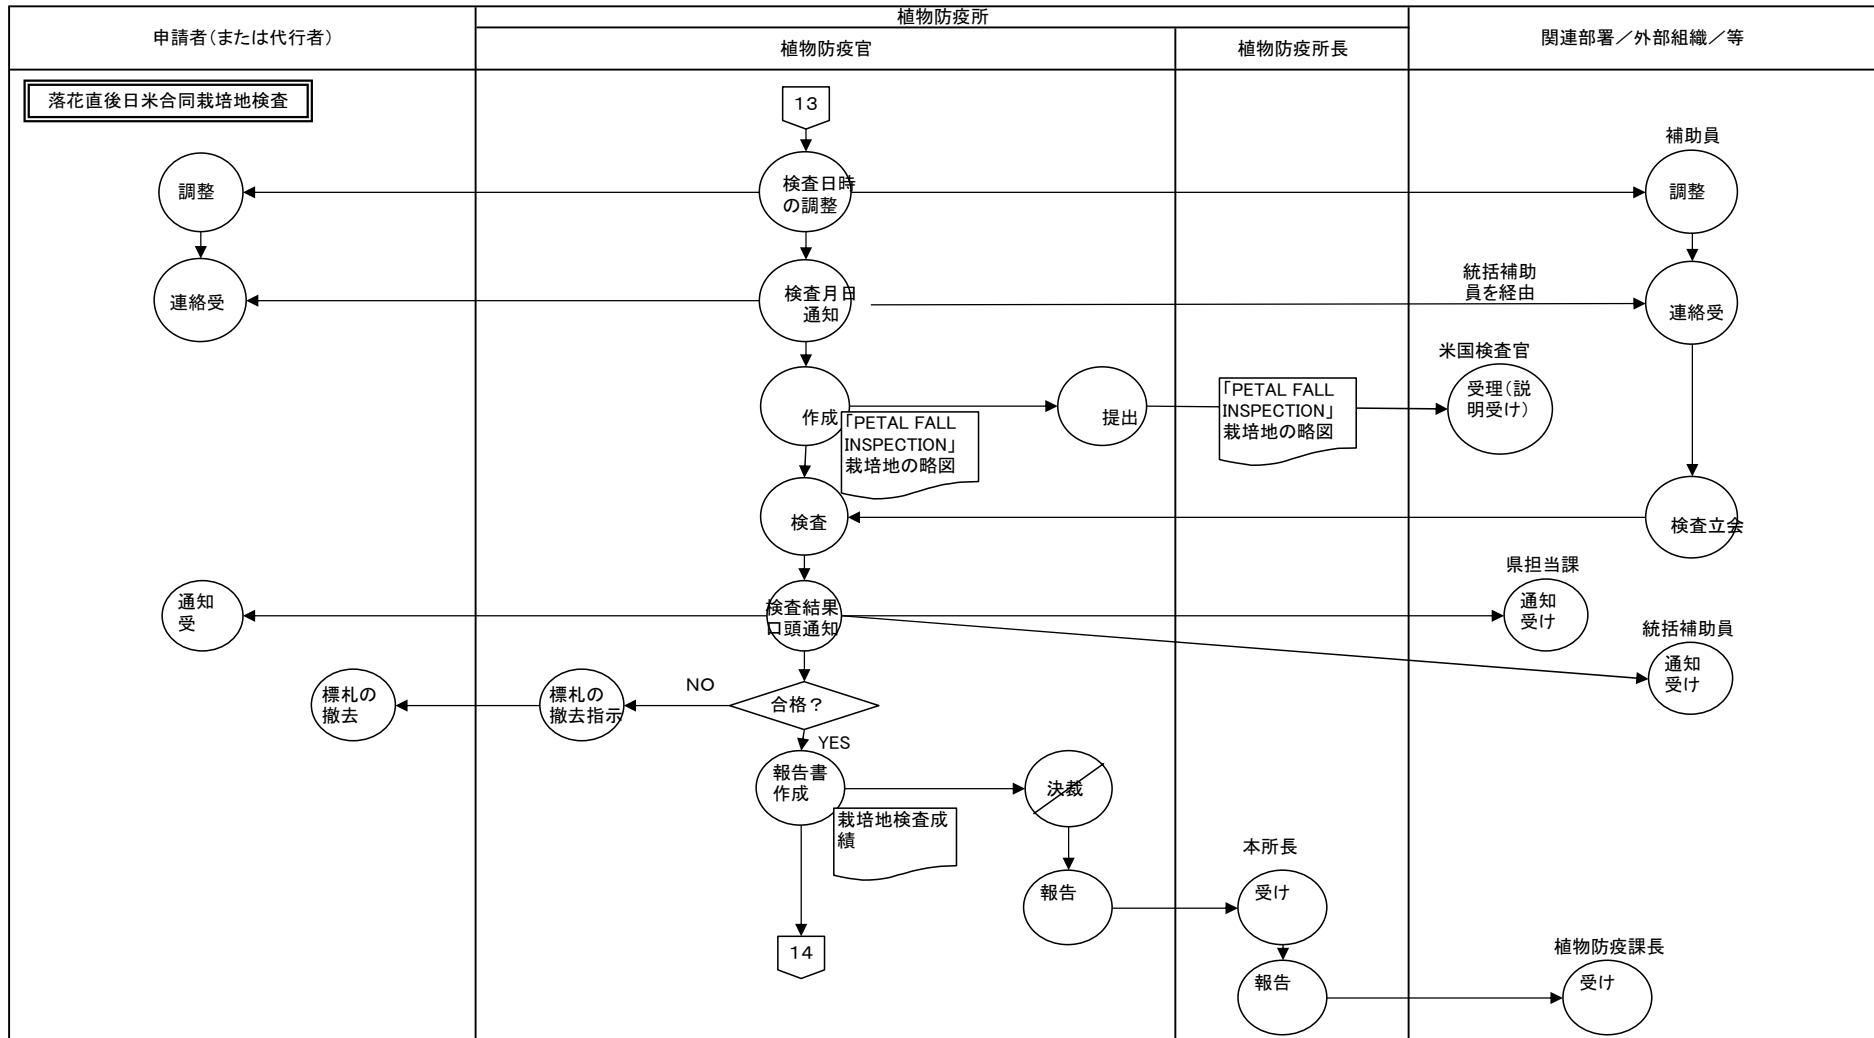 植物防疫所
申請者(または代行者)
植物防疫官
植物防疫所長
関連部署／外部組織／等
落花直後日米合同栽培地検査
13
補助員
調整
検査日時
の調整
調整
連絡受
検査月日
通知
統括補助
員を経由
連絡受
米国検査官
作成
「PETAL FALL
INSPECTION」
栽培地の略図
提出
「PETAL FALL
INSPECTION」
栽培地の略図
受理(説
明受け)
検査
検査立会
県担当課
通知
受
検査結果
口頭通知
通知
受け
統括補助員
通知
受け
標札の
撤去
標札の
撤去指示
NO
合格？
YES
報告書
作成
栽培地検査成
績
決裁
本所長
報告
受け
14
植物防疫課長
報告
受け